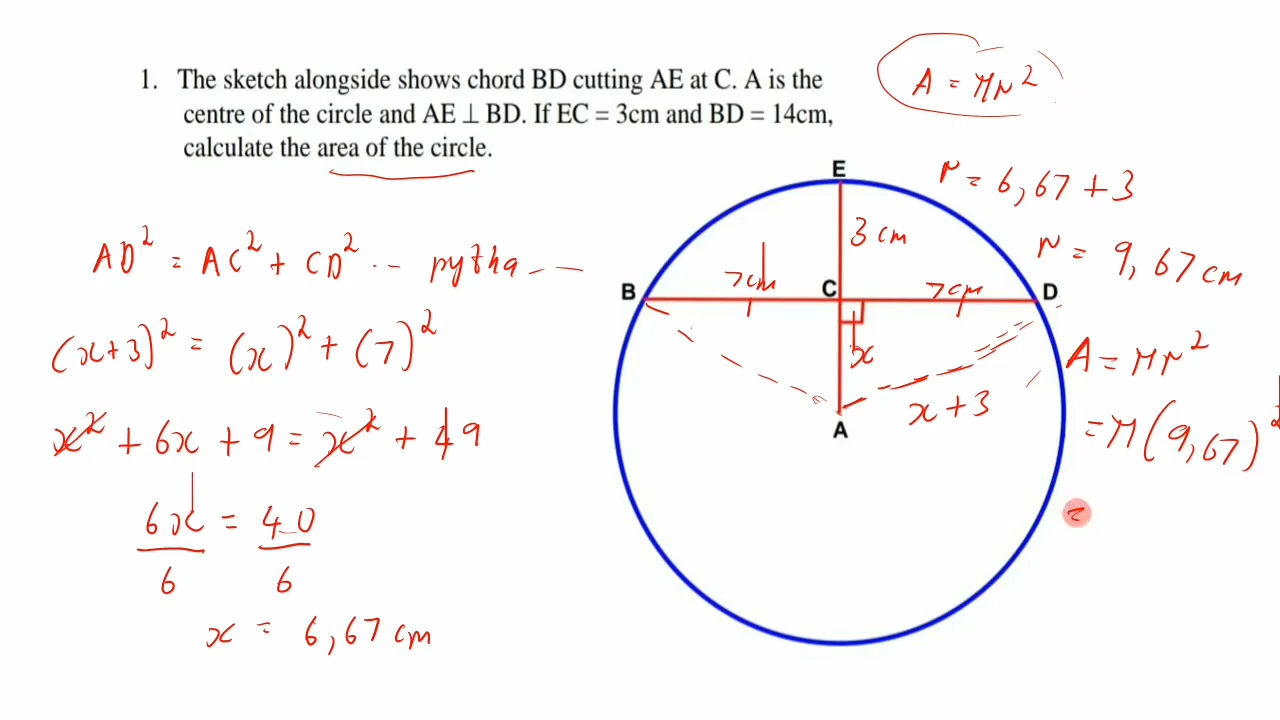 1. The sketch alongside shows chord BD cutting AE at C. A is the
centre of the circle and AE ⊥ BD. If EC = 3cm and BD = 14cm,
calculate the area of the circle.
A = πr²
AD² = AC² + CD² ... pytha
(x+3)² = (x)² + (7)²
x² + 6x + 9 = x² + 49
6x = 40
6 6
x = 6,67 cm
E
3 cm
B
7cm
C
7cm
D
x
x + 3
A
r = 6,67 + 3
r = 9,67 cm
A = πr²
= π(9,67)²
=